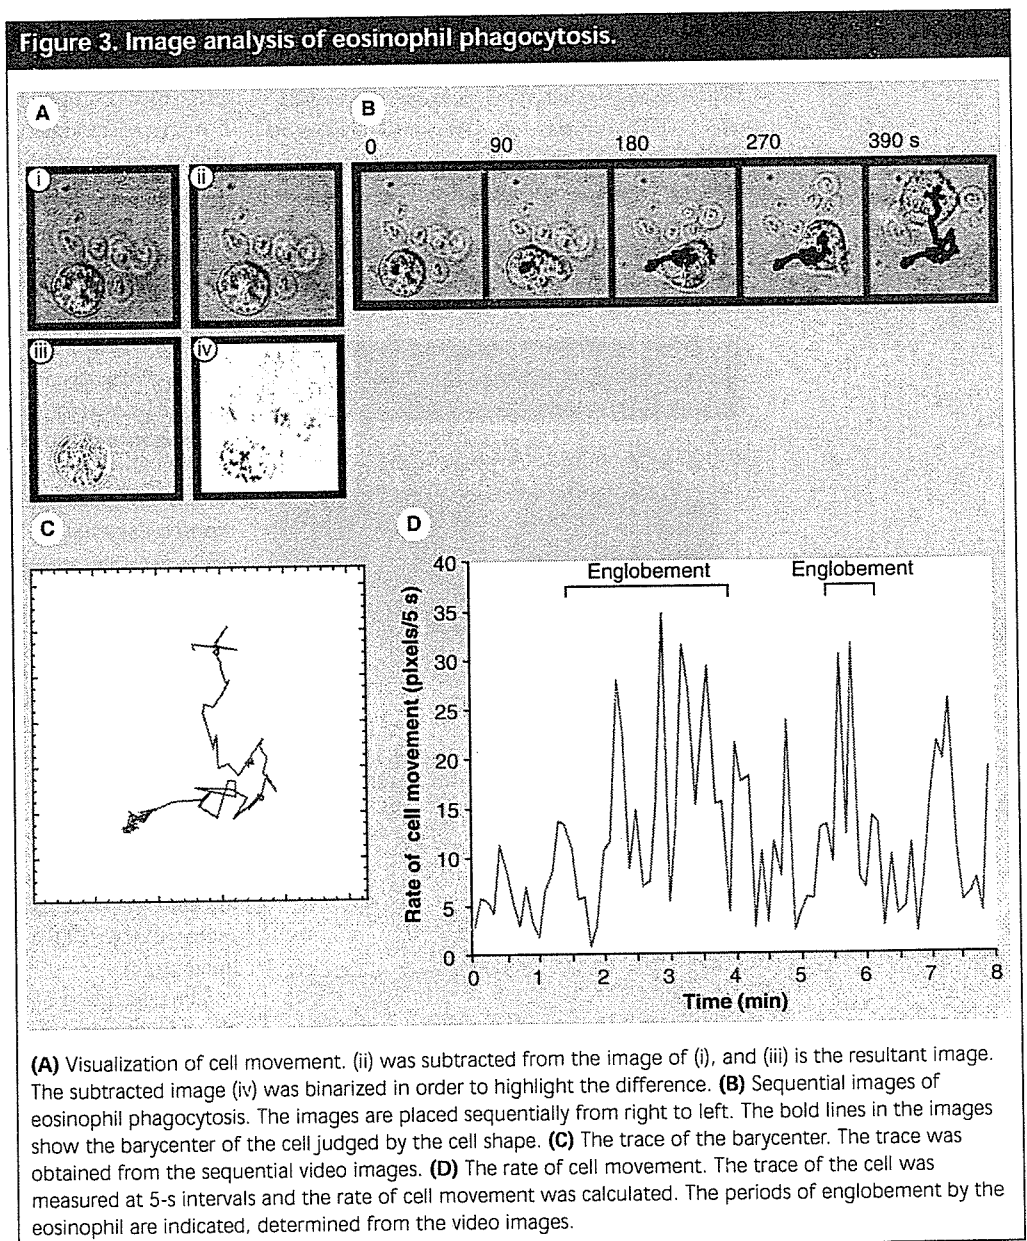 Figure 3. Image analysis of eosinophil phagocytosis.
A
B
0 90 180 270 390 s
i
ii
iii
iv
C
D
Rate of cell movement (pixels/5 s)
40
35
30
25
20
15
10
5
0
Englobement Englobement
0 1 2 3 4 5 6 7 8
Time (min)
(A) Visualization of cell movement. (ii) was subtracted from the image of (i), and (iii) is the resultant image.
The subtracted image (iv) was binarized in order to highlight the difference. (B) Sequential images of
eosinophil phagocytosis. The images are placed sequentially from right to left. The bold lines in the images
show the barycenter of the cell judged by the cell shape. (C) The trace of the barycenter. The trace was
obtained from the sequential video images. (D) The rate of cell movement. The trace of the cell was
measured at 5-s intervals and the rate of cell movement was calculated. The periods of englobement by the
eosinophil are indicated, determined from the video images.